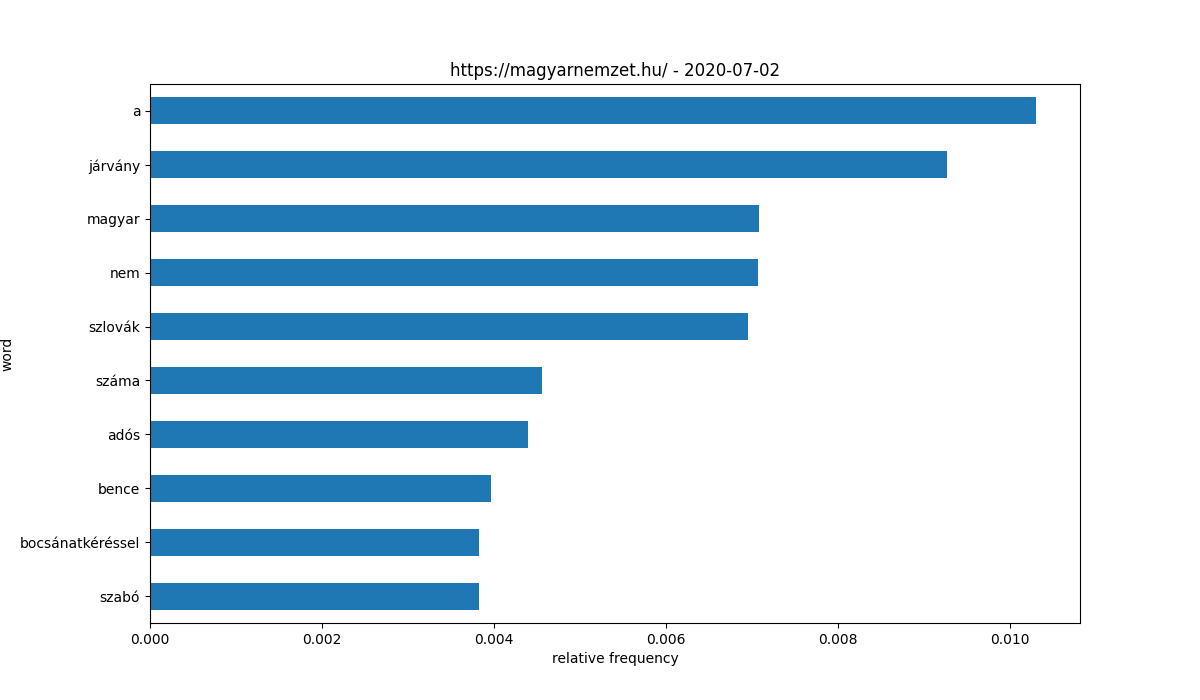 https://magyarnemzet.hu/ - 2020-07-02
a
járvány
magyar
nem
szlovák
száma
adós
bence
bocsánatkéréssel
szabó
word
0.000 0.002 0.004 0.006 0.008 0.010
relative frequency